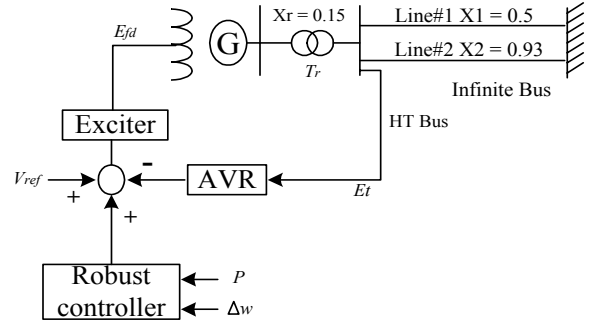 Efd
G
Xr = 0.15
Tr
Line#1 X1 = 0.5
Line#2 X2 = 0.93
Infinite Bus
HT Bus
Exciter
-
Vref
+
+
AVR
Et
Robust
controller
P
Δw